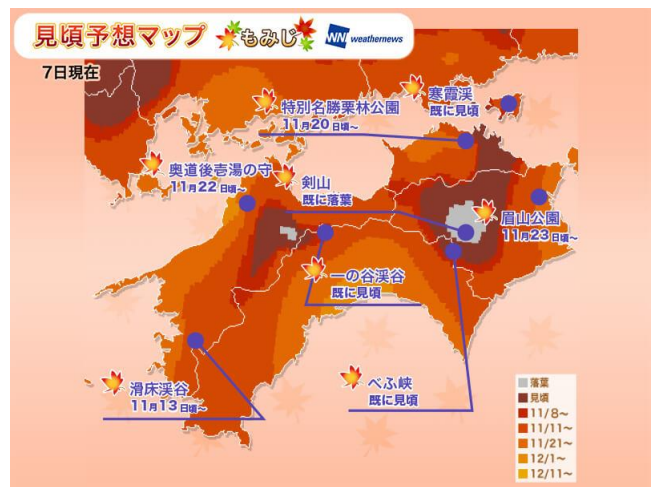 見頃予想マップ もみじ WN weathernews
7日現在
特別名勝栗林公園
11月20日頃~
寒霞渓
既に見頃
奥道後壱湯の守
11月22日頃~
剣山
既に落葉
眉山公園
11月23日頃~
一の谷渓谷
既に見頃
滑床渓谷
11月13日頃~
べふ峡
既に見頃
落葉
見頃
11/8~
11/11~
11/21~
12/1~
12/11~